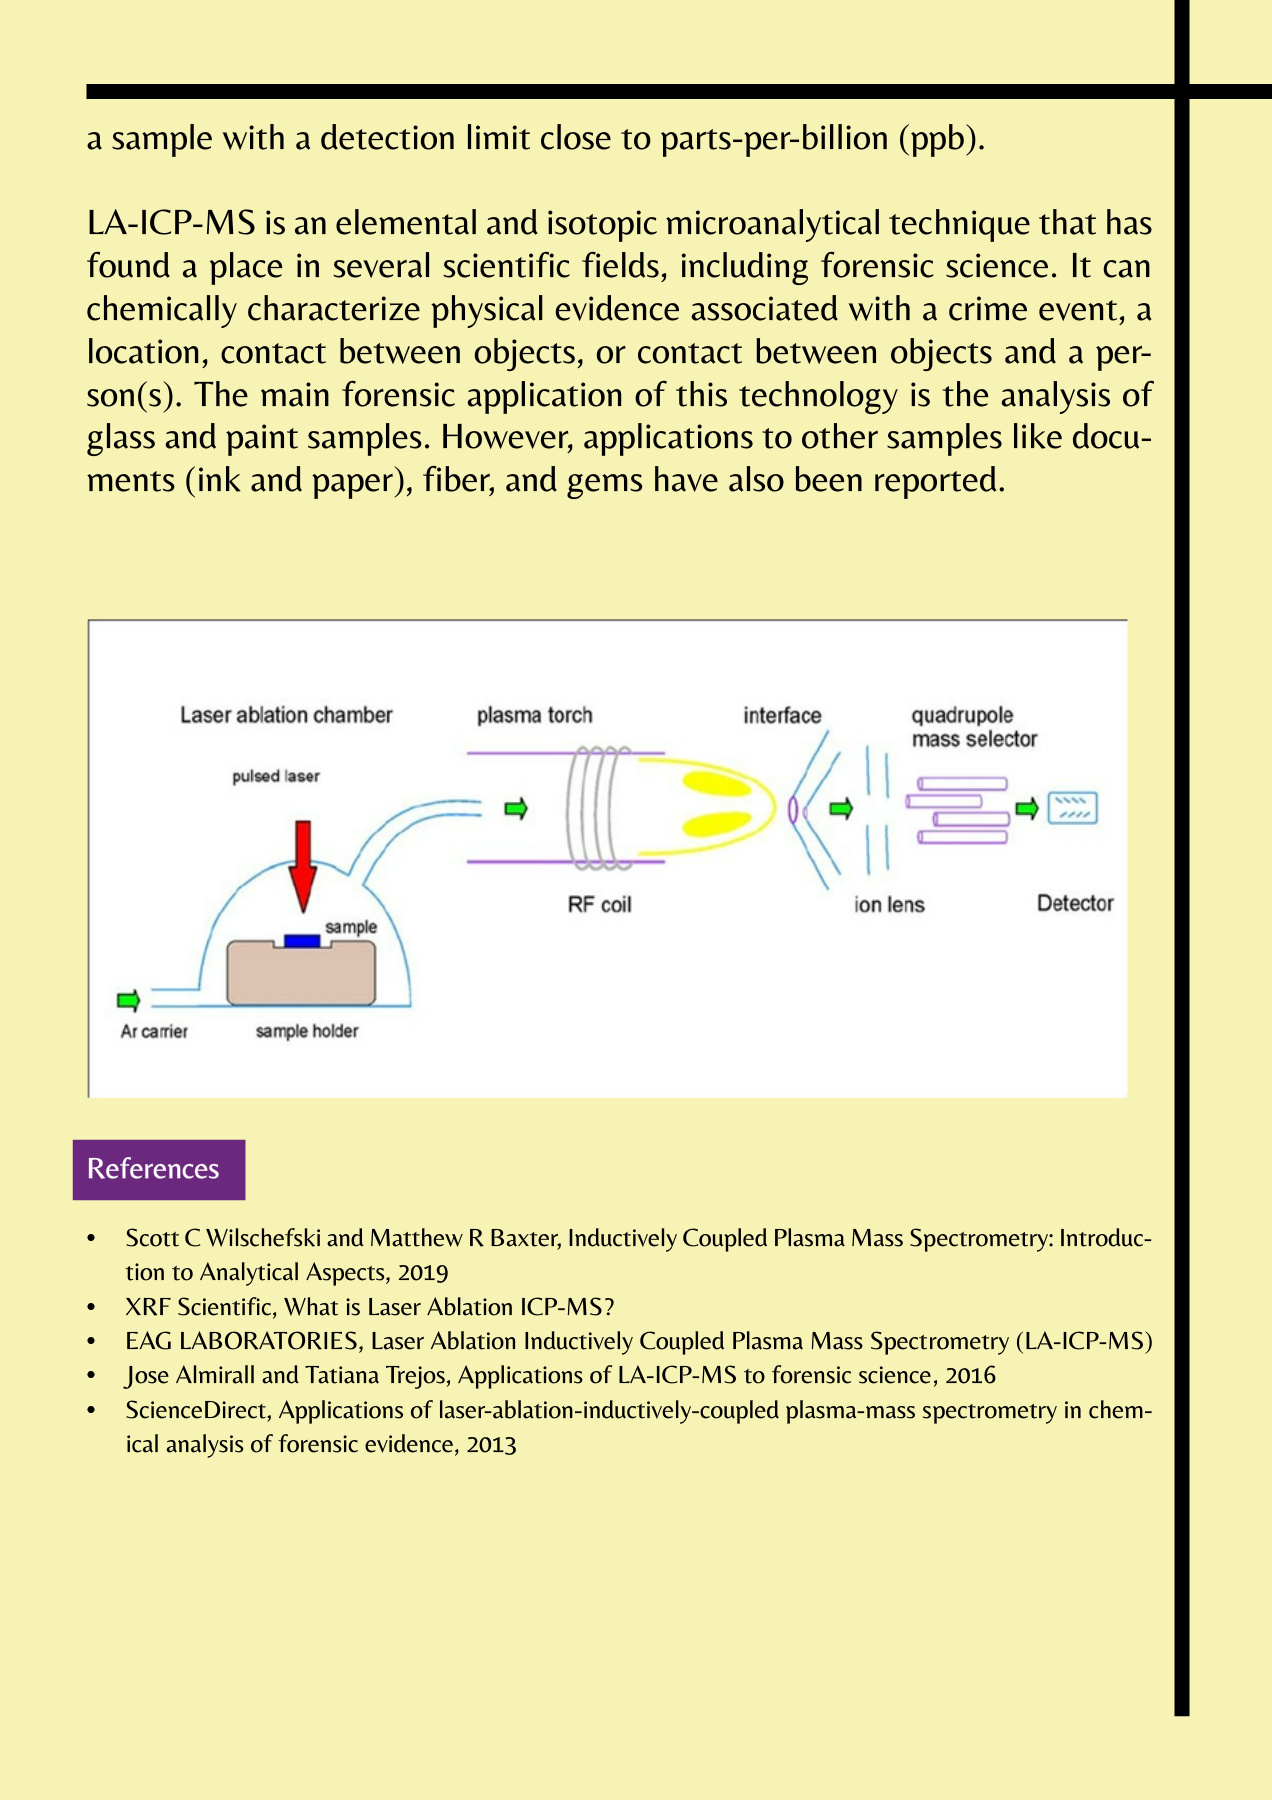 a sample with a detection limit close to parts-per-billion (ppb).
LA-ICP-MS is an elemental and isotopic microanalytical technique that has
found a place in several scientific fields, including forensic science. It can
chemically characterize physical evidence associated with a crime event, a
location, contact between objects, or contact between objects and a per-
son(s). The main forensic application of this technology is the analysis of
glass and paint samples. However, applications to other samples like docu-
ments (ink and paper), fiber, and gems have also been reported.
Laser ablation chamber
plasma torch
interface
quadrupole
mass selector
pulsed laser
RF coil
ion lens
Detector
sample
Ar carrier
sample holder
References
• Scott C Wilschefski and Matthew R Baxter, Inductively Coupled Plasma Mass Spectrometry: Introduc-
tion to Analytical Aspects, 2019
• XRF Scientific, What is Laser Ablation ICP-MS?
• EAG LABORATORIES, Laser Ablation Inductively Coupled Plasma Mass Spectrometry (LA-ICP-MS)
• Jose Almirall and Tatiana Trejos, Applications of LA-ICP-MS to forensic science, 2016
• ScienceDirect, Applications of laser-ablation-inductively-coupled plasma-mass spectrometry in chem-
ical analysis of forensic evidence, 2013